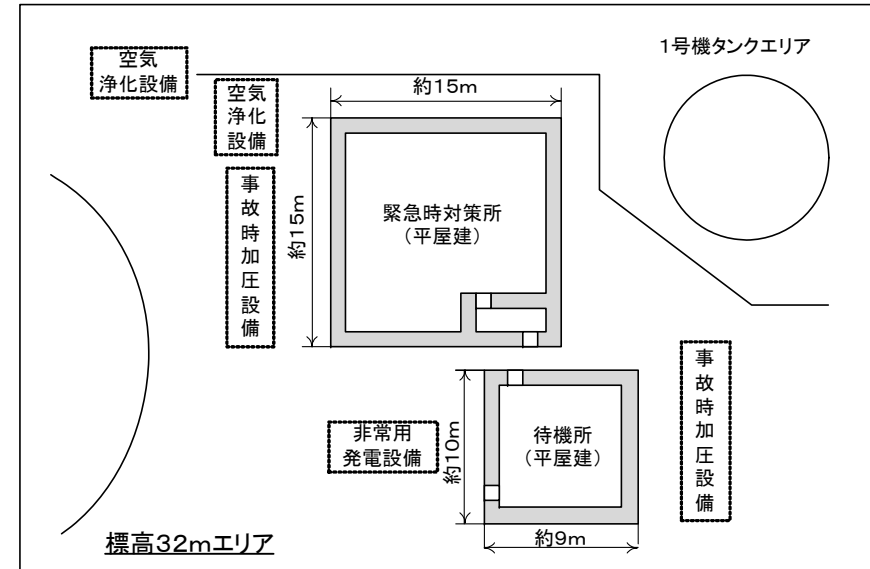 空気
浄化設備
1号機タンクエリア
空気
浄化
設備
約15m
事故時加圧設備
約15m
緊急時対策所
(平屋建)
事故時加圧設備
非常用
発電設備
約10m
待機所
(平屋建)
約9m
標高32mエリア